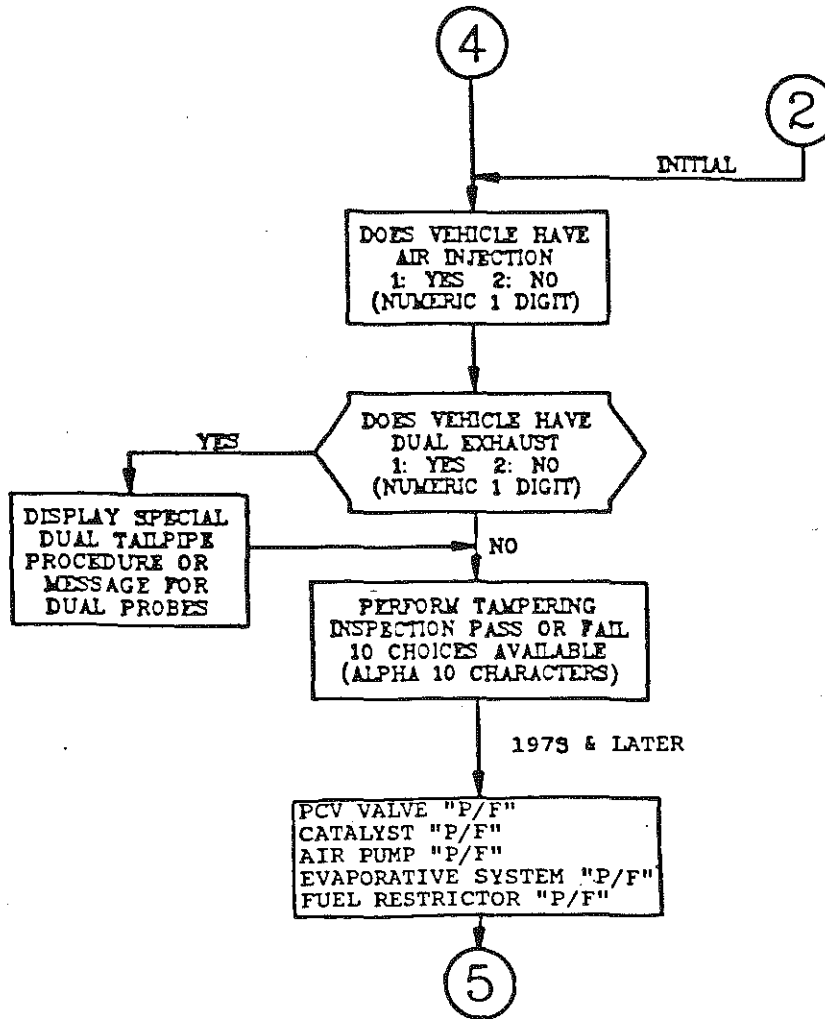 4
2
INITIAL
DOES VEHICLE HAVE
AIR INJECTION
1: YES 2: NO
(NUMERIC 1 DIGIT)
DOES VEHICLE HAVE
DUAL EXHAUST
1: YES 2: NO
(NUMERIC 1 DIGIT)
YES
DISPLAY SPECIAL
DUAL TAILPIPE
PROCEDURE OR
MESSAGE FOR
DUAL PROBES
NO
PERFORM TAMPERING
INSPECTION PASS OR FAIL
10 CHOICES AVAILABLE
(ALPHA 10 CHARACTERS)
& LATER
PCV VALVE "P/F"
CATALYST "P/F"
AIR PUMP "P/F"
EVAPORATIVE SYSTEM "P/F"
FUEL RESTRICTOR "P/F"
5